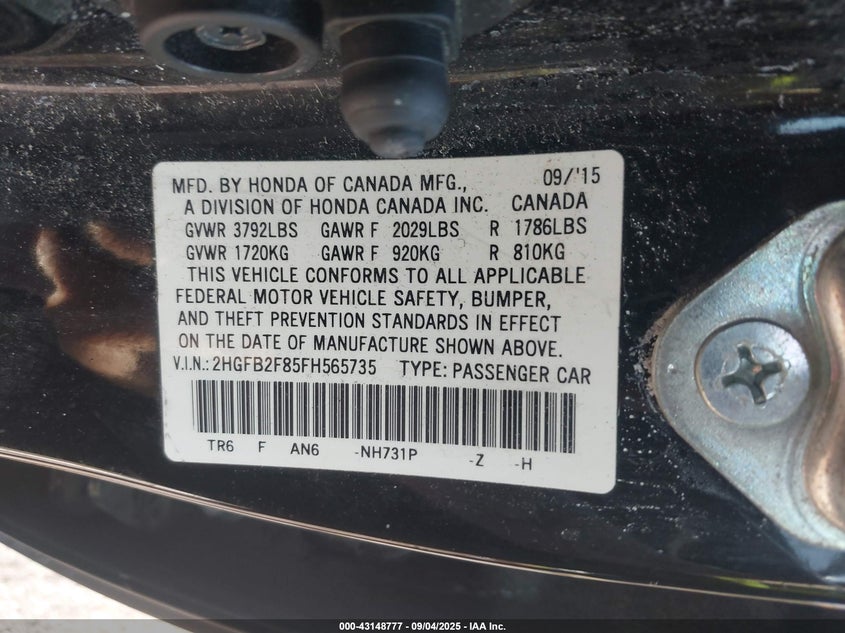 MFD. BY HONDA OF CANADA MFG., 09/'15
A DIVISION OF HONDA CANADA INC. CANADA
GVWR 3792LBS GAWR F 2029LBS R 1786LBS
GVWR 1720KG GAWR F 920KG R 810KG
THIS VEHICLE CONFORMS TO ALL APPLICABLE
FEDERAL MOTOR VEHICLE SAFETY, BUMPER,
AND THEFT PREVENTION STANDARDS IN EFFECT
ON THE DATE OF MANUFACTURE SHOWN ABOVE.
V.I.N.: 2HGFB2F85FH565735 TYPE: PASSENGER CAR
TR6 F AN6 -NH731P -Z -H
000-43148777 - 09/04/2025 - IAA Inc.